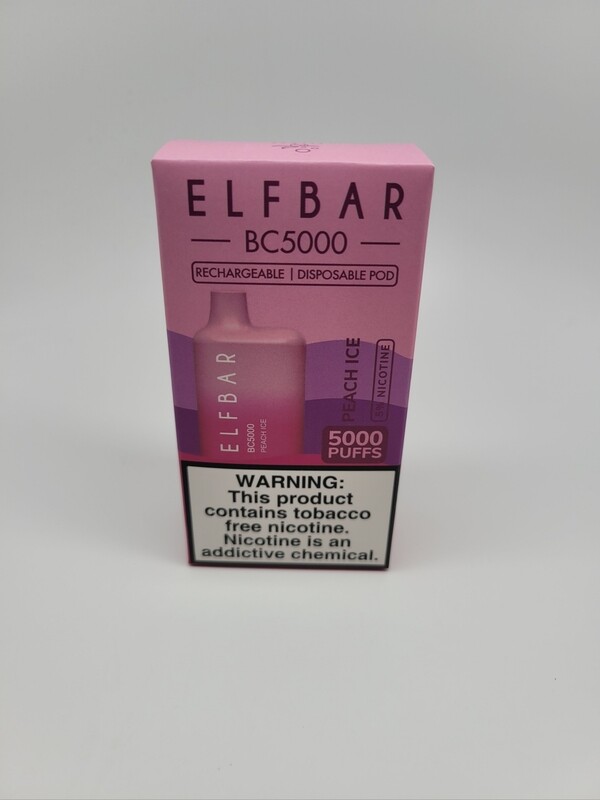 ELFBAR
BC5000
RECHARGEABLE | DISPOSABLE POD
ELFBAR
BC5000
PEACH ICE
PEACH ICE
5% NICOTINE
5000
PUFFS
WARNING:
This product
contains tobacco
free nicotine.
Nicotine is an
addictive chemical.